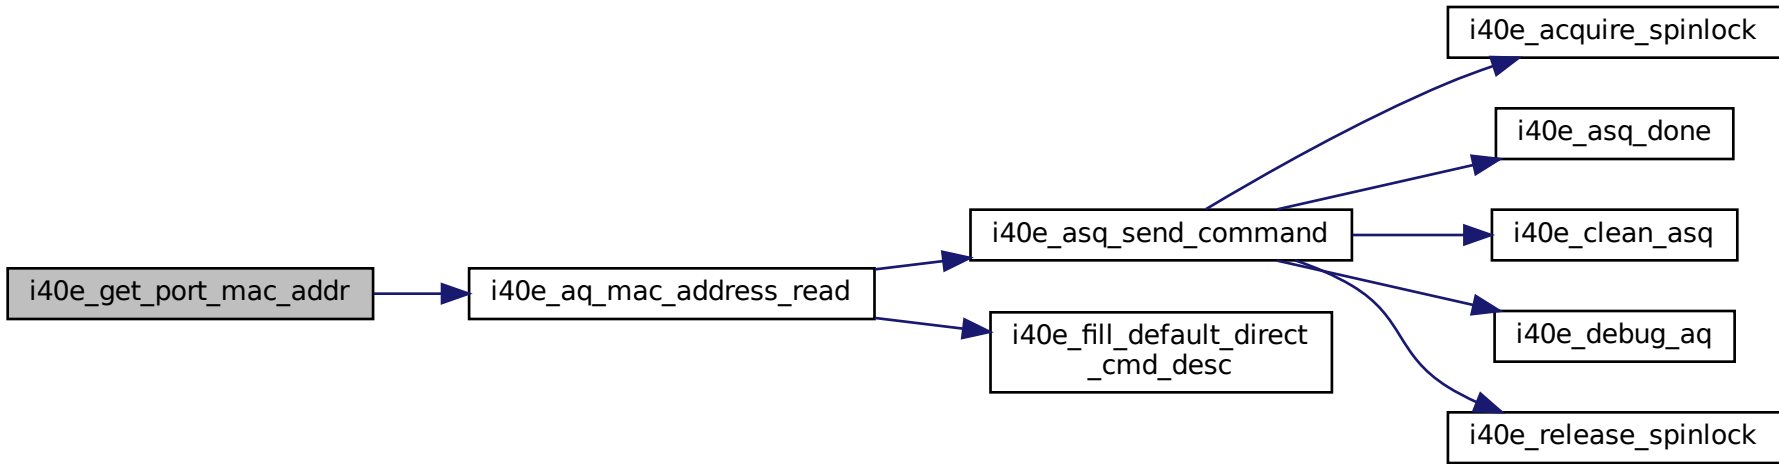 i40e_get_port_mac_addr
i40e_aq_mac_address_read
i40e_asq_send_command
i40e_fill_default_direct
_cmd_desc
i40e_acquire_spinlock
i40e_asq_done
i40e_clean_asq
i40e_debug_aq
i40e_release_spinlock